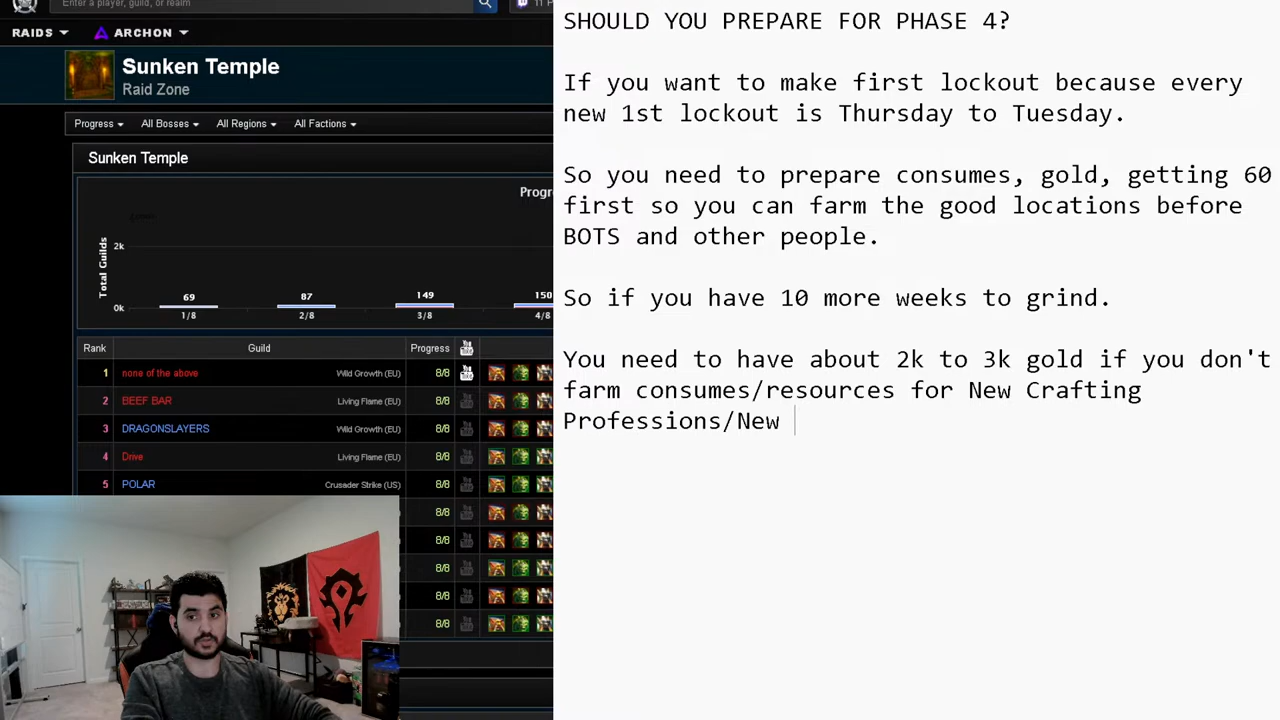 Enter a player, guild, or realm
11 P
RAIDS
ARCHON
Sunken Temple
Raid Zone
Progress
All Bosses
All Regions
All Factions
Sunken Temple
Progre
Total Guilds
2k
0k
69
87
149
150
1/8
2/8
3/8
4/8
Rank Guild Progress
1 none of the above Wild Growth (EU) 8/8
2 BEEF BAR Living Flame (EU) 8/8
3 DRAGONSLAYERS Wild Growth (EU) 8/8
4 Drive Living Flame (EU) 8/8
5 POLAR Crusader Strike (US) 8/8
8/8
8/8
8/8
8/8
8/8
SHOULD YOU PREPARE FOR PHASE 4?
If you want to make first lockout because every
new 1st lockout is Thursday to Tuesday.
So you need to prepare consumes, gold, getting 60
first so you can farm the good locations before
BOTS and other people.
So if you have 10 more weeks to grind.
You need to have about 2k to 3k gold if you don't
farm consumes/resources for New Crafting
Professions/New